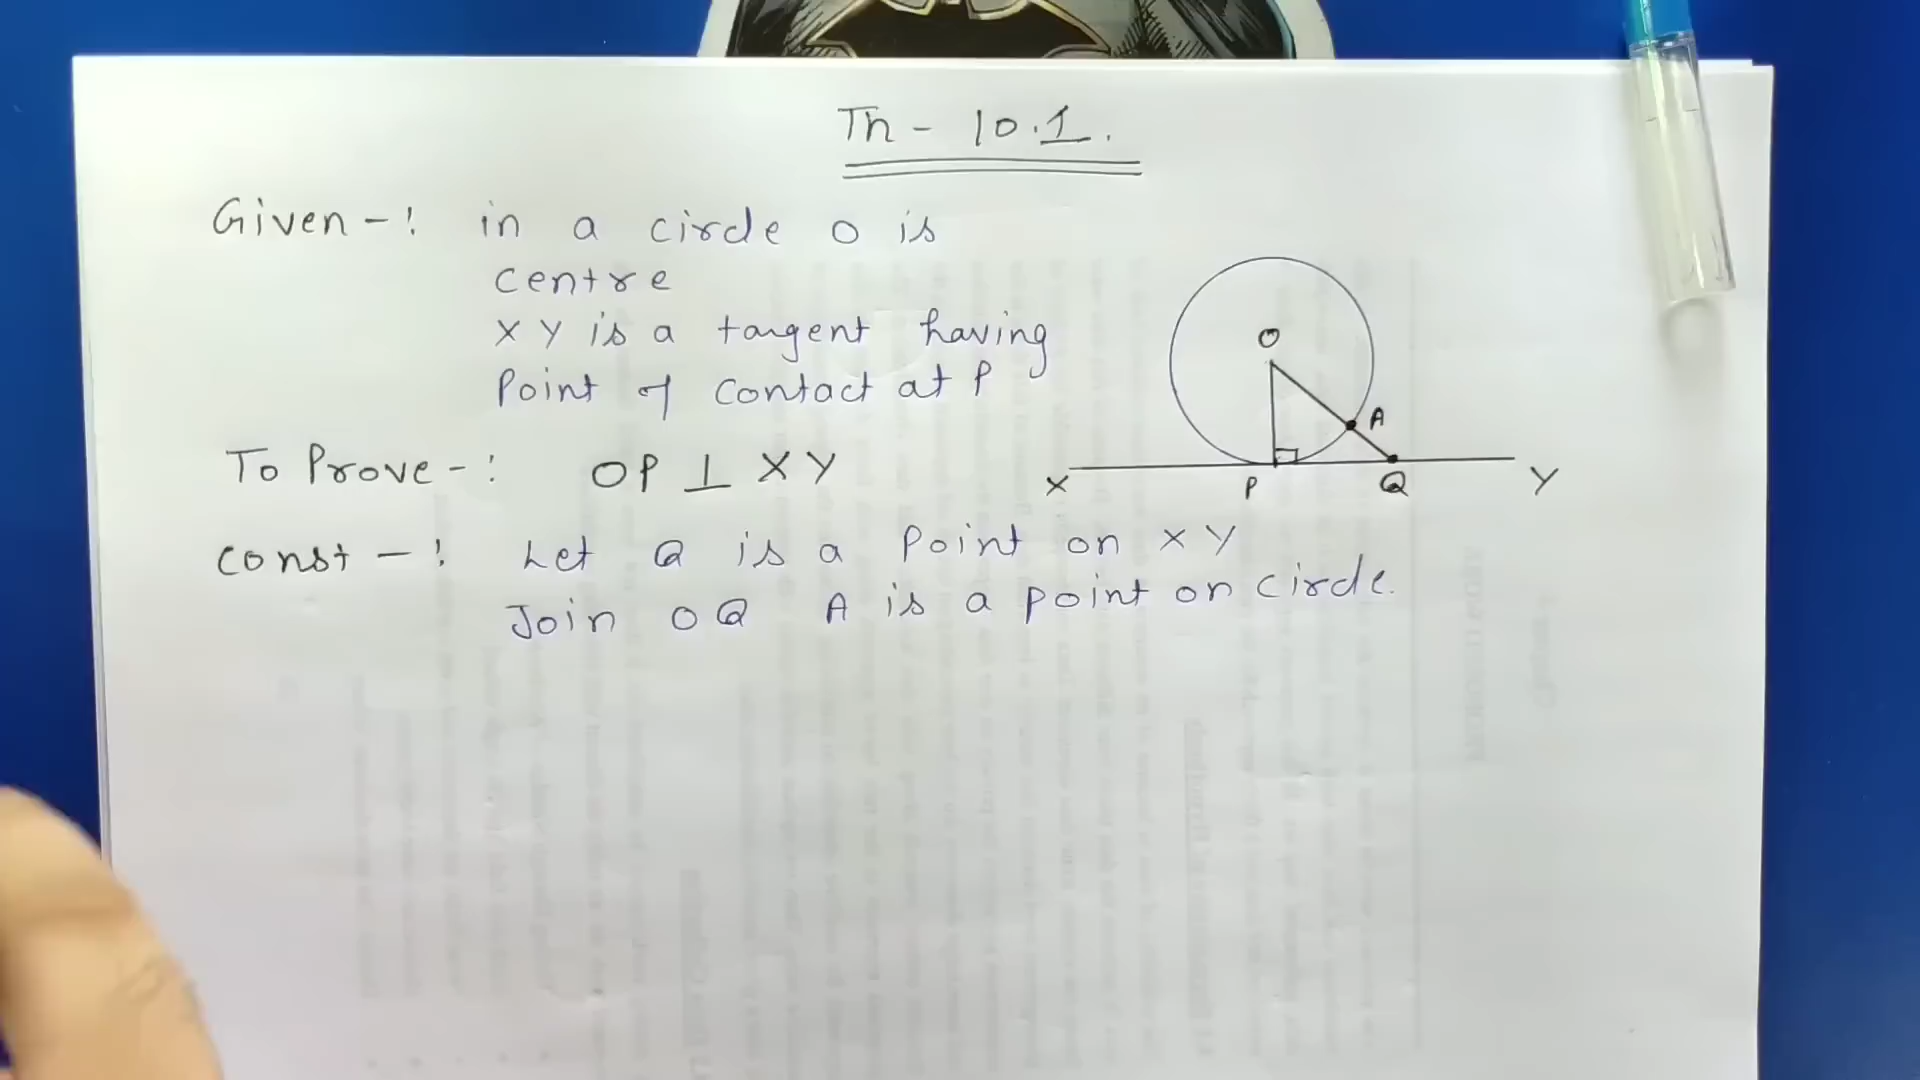 Th - 10.1.
Given -: in a circle O is
centre
XY is a tangent having
Point of contact at P
To Prove -: OP ⊥ XY
const -: Let Q is a Point on XY
Join OQ A is a point on circle.
O
A
X
P
Q
Y